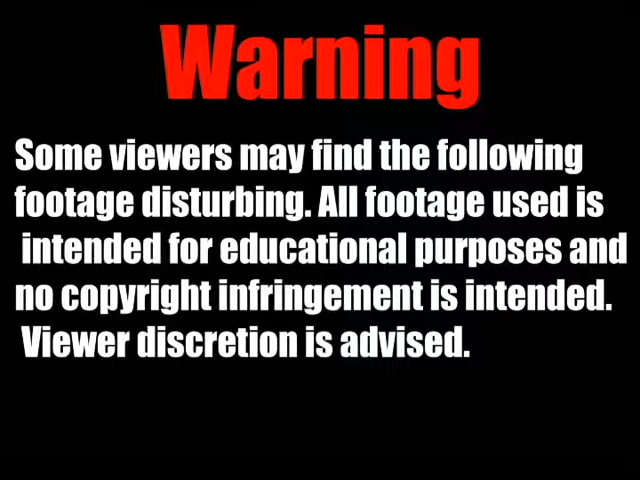 Warning
Some viewers may find the following
footage disturbing. All footage used is
intended for educational purposes and
no copyright infringement is intended.
Viewer discretion is advised.